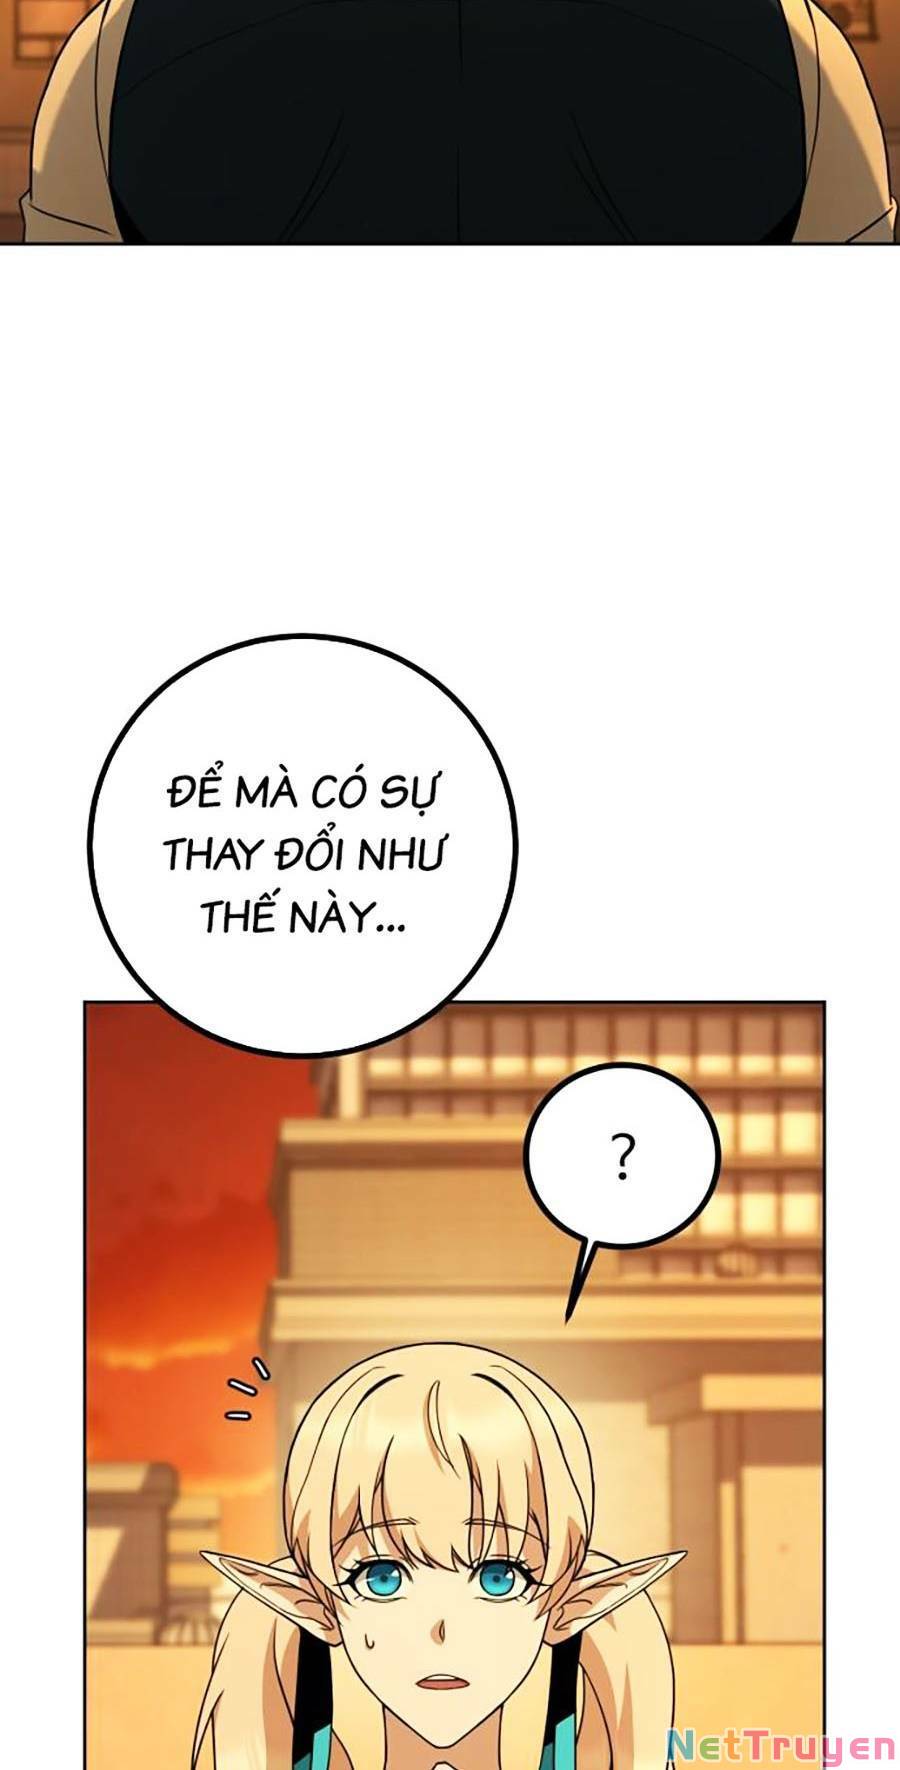 ĐỂ MÀ CÓ SỰ
THAY ĐỔI NHƯ
THẾ NÀY...
?
NetTruyen